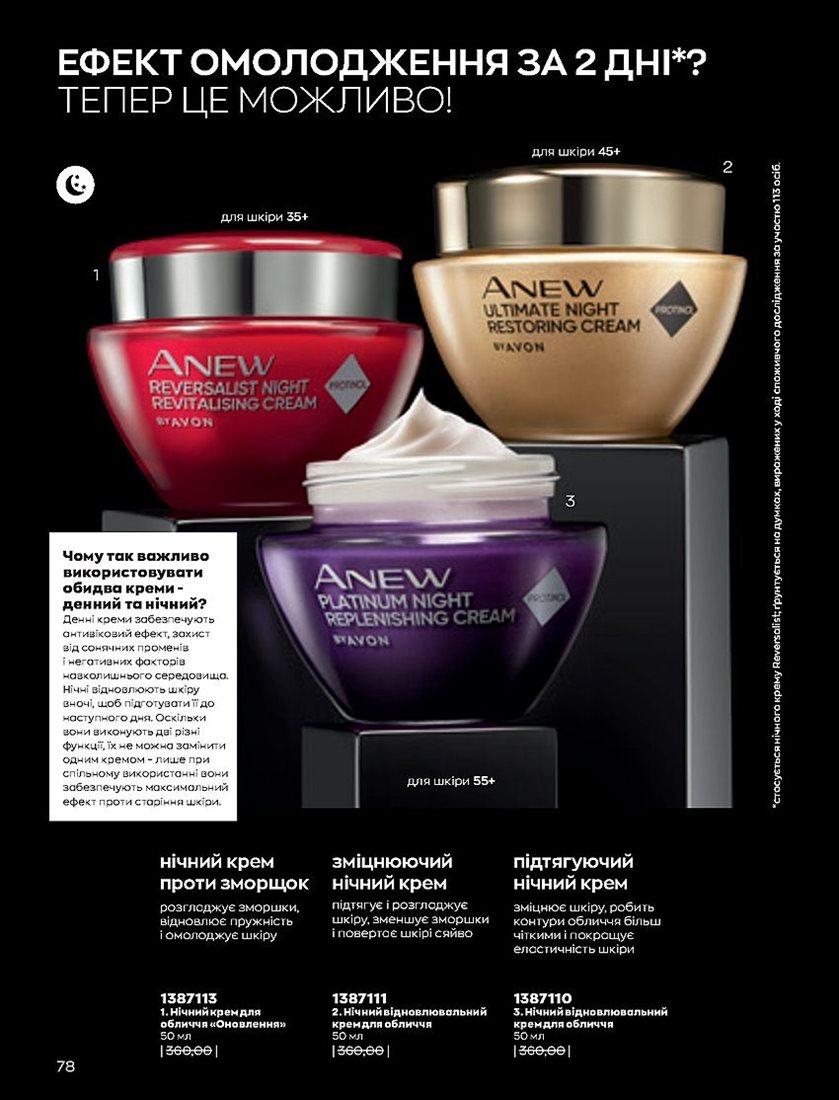 ЕФЕКТ ОМОЛОДЖЕННЯ ЗА 2 ДНІ*?
ТЕПЕР ЦЕ МОЖЛИВО!
для шкіри 45+
2
для шкіри 35+
1
ANEW
ULTIMATE NIGHT
RESTORING CREAM
BY AVON
PROTINOL
ANEW
REVERSALIST NIGHT
REVITALISING CREAM
BY AVON
PROTINOL
3
ANEW
PLATINUM NIGHT
REPLENISHING CREAM
BY AVON
PROTINOL
для шкіри 55+
*стосується нічного крему Reversalist; ґрунтується на думках, виражених у ході споживчого дослідження за участю 113 осіб.
Чому так важливо
використовувати
обидва креми -
денний та нічний?
Денні креми забезпечують
антивіковий ефект, захист
від сонячних променів
і негативних факторів
навколишнього середовища.
Нічні відновлюють шкіру
вночі, щоб підготувати її до
наступного дня. Оскільки
вони виконують дві різні
функції, їх не можна замінити
одним кремом - лише при
спільному використанні вони
забезпечують максимальний
ефект проти старіння шкіри.
нічний крем
проти зморщок
розгладжує зморшки,
відновлює пружність
і омолоджує шкіру
1387113
1. Нічний крем для
обличчя «Оновлення»
50 мл
| 360,00 |
зміцнюючий
нічний крем
підтягує і розгладжує
шкіру, зменшує зморшки
і повертає шкірі сяйво
1387111
2. Нічний відновлювальний
крем для обличчя
50 мл
| 360,00 |
підтягуючий
нічний крем
зміцнює шкіру, робить
контури обличчя більш
чіткими і покращує
еластичність шкіри
1387110
3. Нічний відновлювальний
крем для обличчя
50 мл
| 360,00 |
78